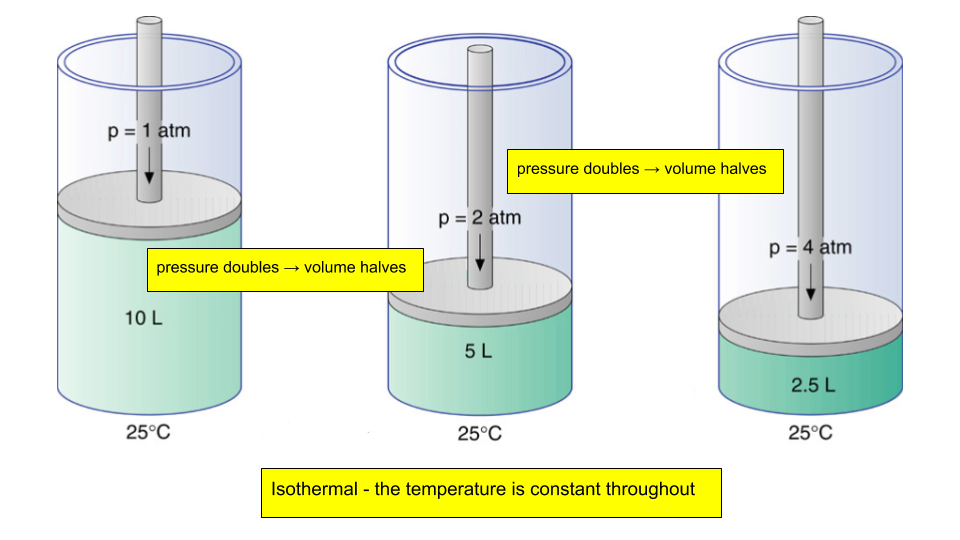 p = 1 atm
10 L
25°C
pressure doubles → volume halves
p = 2 atm
5 L
25°C
pressure doubles → volume halves
p = 4 atm
2.5 L
25°C
Isothermal - the temperature is constant throughout